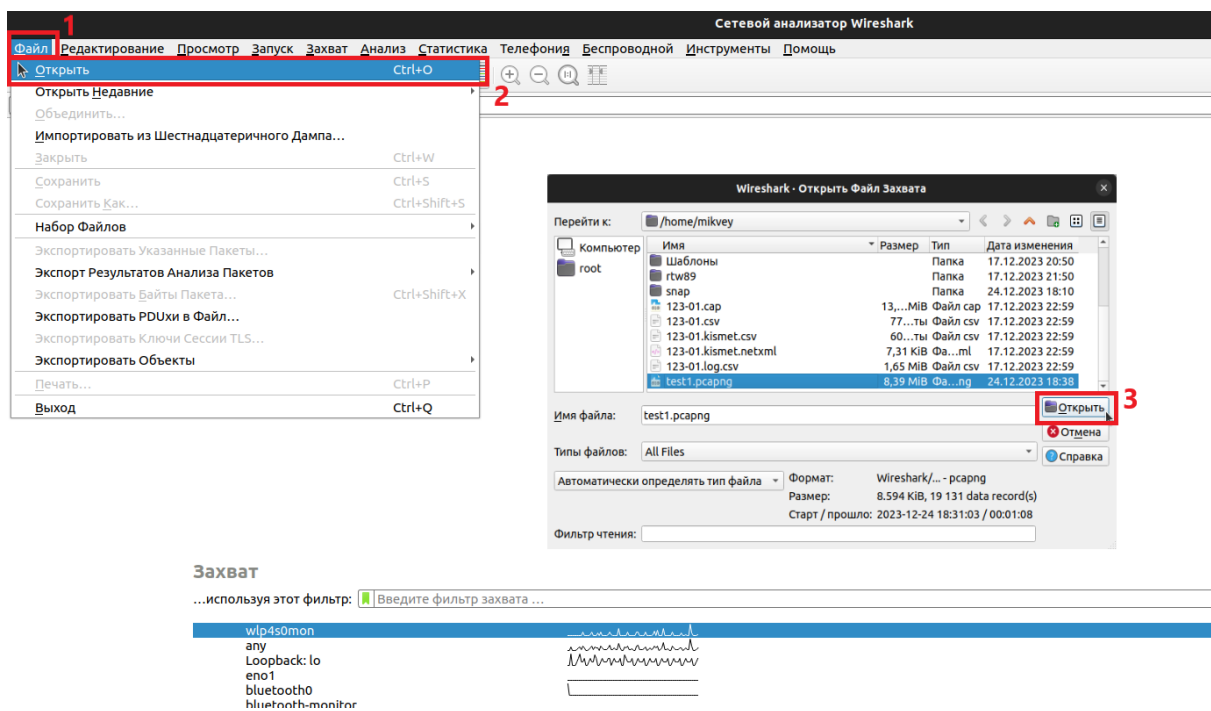 Сетевой анализатор Wireshark
1
Файл Редактирование Просмотр Запуск Захват Анализ Статистика Телефония Беспроводной Инструменты Помощь
Открыть Ctrl+O
2
Открыть Недавние
Объединить...
Импортировать из Шестнадцатеричного Дампа...
Закрыть Ctrl+W
Сохранить Ctrl+S
Сохранить Как... Ctrl+Shift+S
Набор Файлов
Экспортировать Указанные Пакеты...
Экспорт Результатов Анализа Пакетов
Экспортировать Байты Пакета... Ctrl+Shift+X
Экспортировать PDUхи в Файл...
Экспортировать Ключи Сессии TLS...
Экспортировать Объекты
Печать... Ctrl+P
Выход Ctrl+Q
Wireshark · Открыть Файл Захвата
Перейти к: /home/mikvey
Компьютер
root
Имя Размер Тип Дата изменения
Шаблоны Папка 17.12.2023 20:50
rtw89 Папка 17.12.2023 21:50
snap Папка 24.12.2023 18:10
123-01.cap 13,...MiB Файл cap 17.12.2023 22:59
123-01.csv 77...ты Файл csv 17.12.2023 22:59
123-01.kismet.csv 60...ты Файл csv 17.12.2023 22:59
123-01.kismet.netxml 7,31 KiB Фа...ml 17.12.2023 22:59
123-01.log.csv 1,65 MiB Файл csv 17.12.2023 22:59
test1.pcapng 8,39 MiB Фа...ng 24.12.2023 18:38
Имя файла: test1.pcapng
Открыть
3
Отмена
Типы файлов: All Files
Справка
Автоматически определять тип файла
Формат: Wireshark/... - pcapng
Размер: 8.594 KiB, 19 131 data record(s)
Старт / прошло: 2023-12-24 18:31:03 / 00:01:08
Фильтр чтения:
Захват
...используя этот фильтр: Введите фильтр захвата ...
wlp4s0mon
any
Loopback: lo
eno1
bluetooth0
bluetooth-monitor